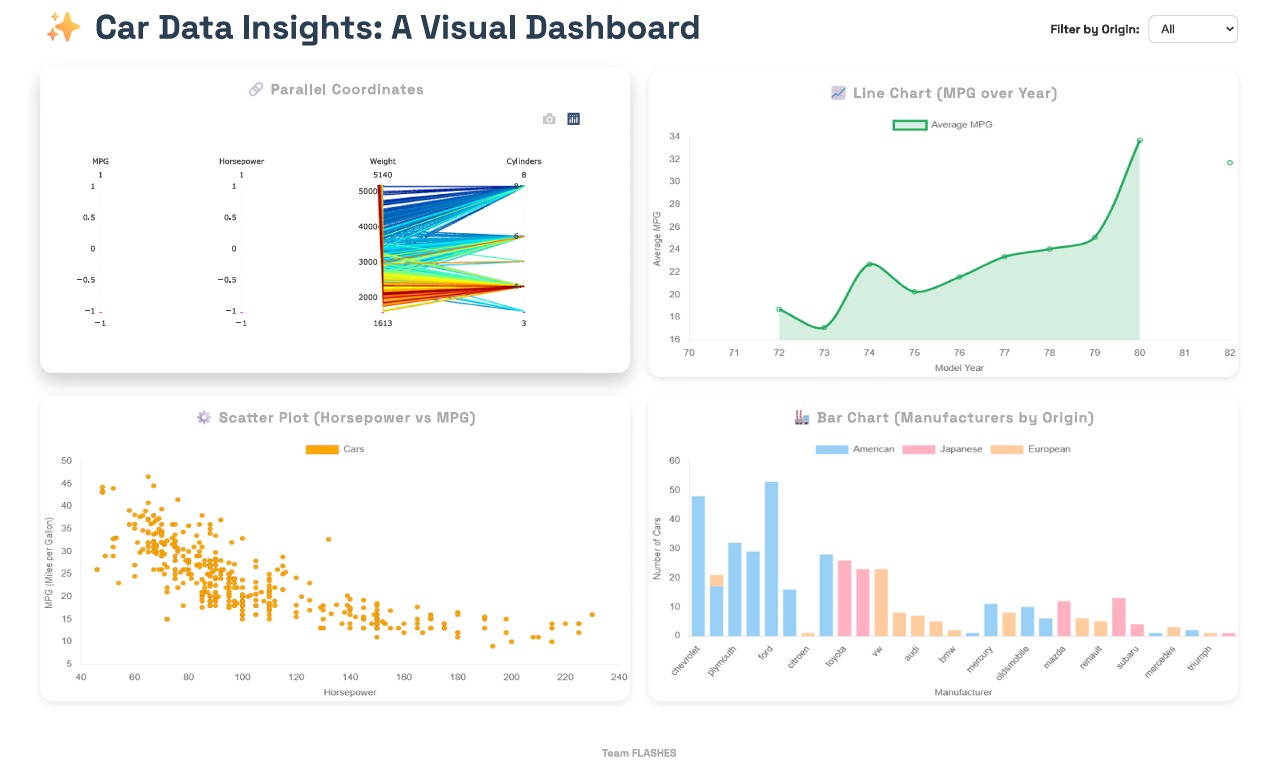 ✨ Car Data Insights: A Visual Dashboard
Filter by Origin: All
🔗 Parallel Coordinates
MPG Horsepower Weight Cylinders
1 1 5140 8
1 1 5000 8
0.5 0.5 4000 6
0 0 3000
−0.5 −0.5 2000 4
−1 −1
−1 −1 1613 3
📈 Line Chart (MPG over Year)
Average MPG
34
32
30
28
26
24
22
20
18
16
Average MPG
70 71 72 73 74 75 76 77 78 79 80 81 82
Model Year
⚙️ Scatter Plot (Horsepower vs MPG)
Cars
50
45
40
35
30
25
20
15
10
5
MPG (Miles per Gallon)
40 60 80 100 120 140 160 180 200 220 240
Horsepower
🏭 Bar Chart (Manufacturers by Origin)
American Japanese European
60
50
40
30
20
10
0
Number of Cars
chevrolet plymouth ford citroen toyota vw audi bmw mercury oldsmobile mazda renault subaru mercedes triumph
Manufacturer
Team FLASHES